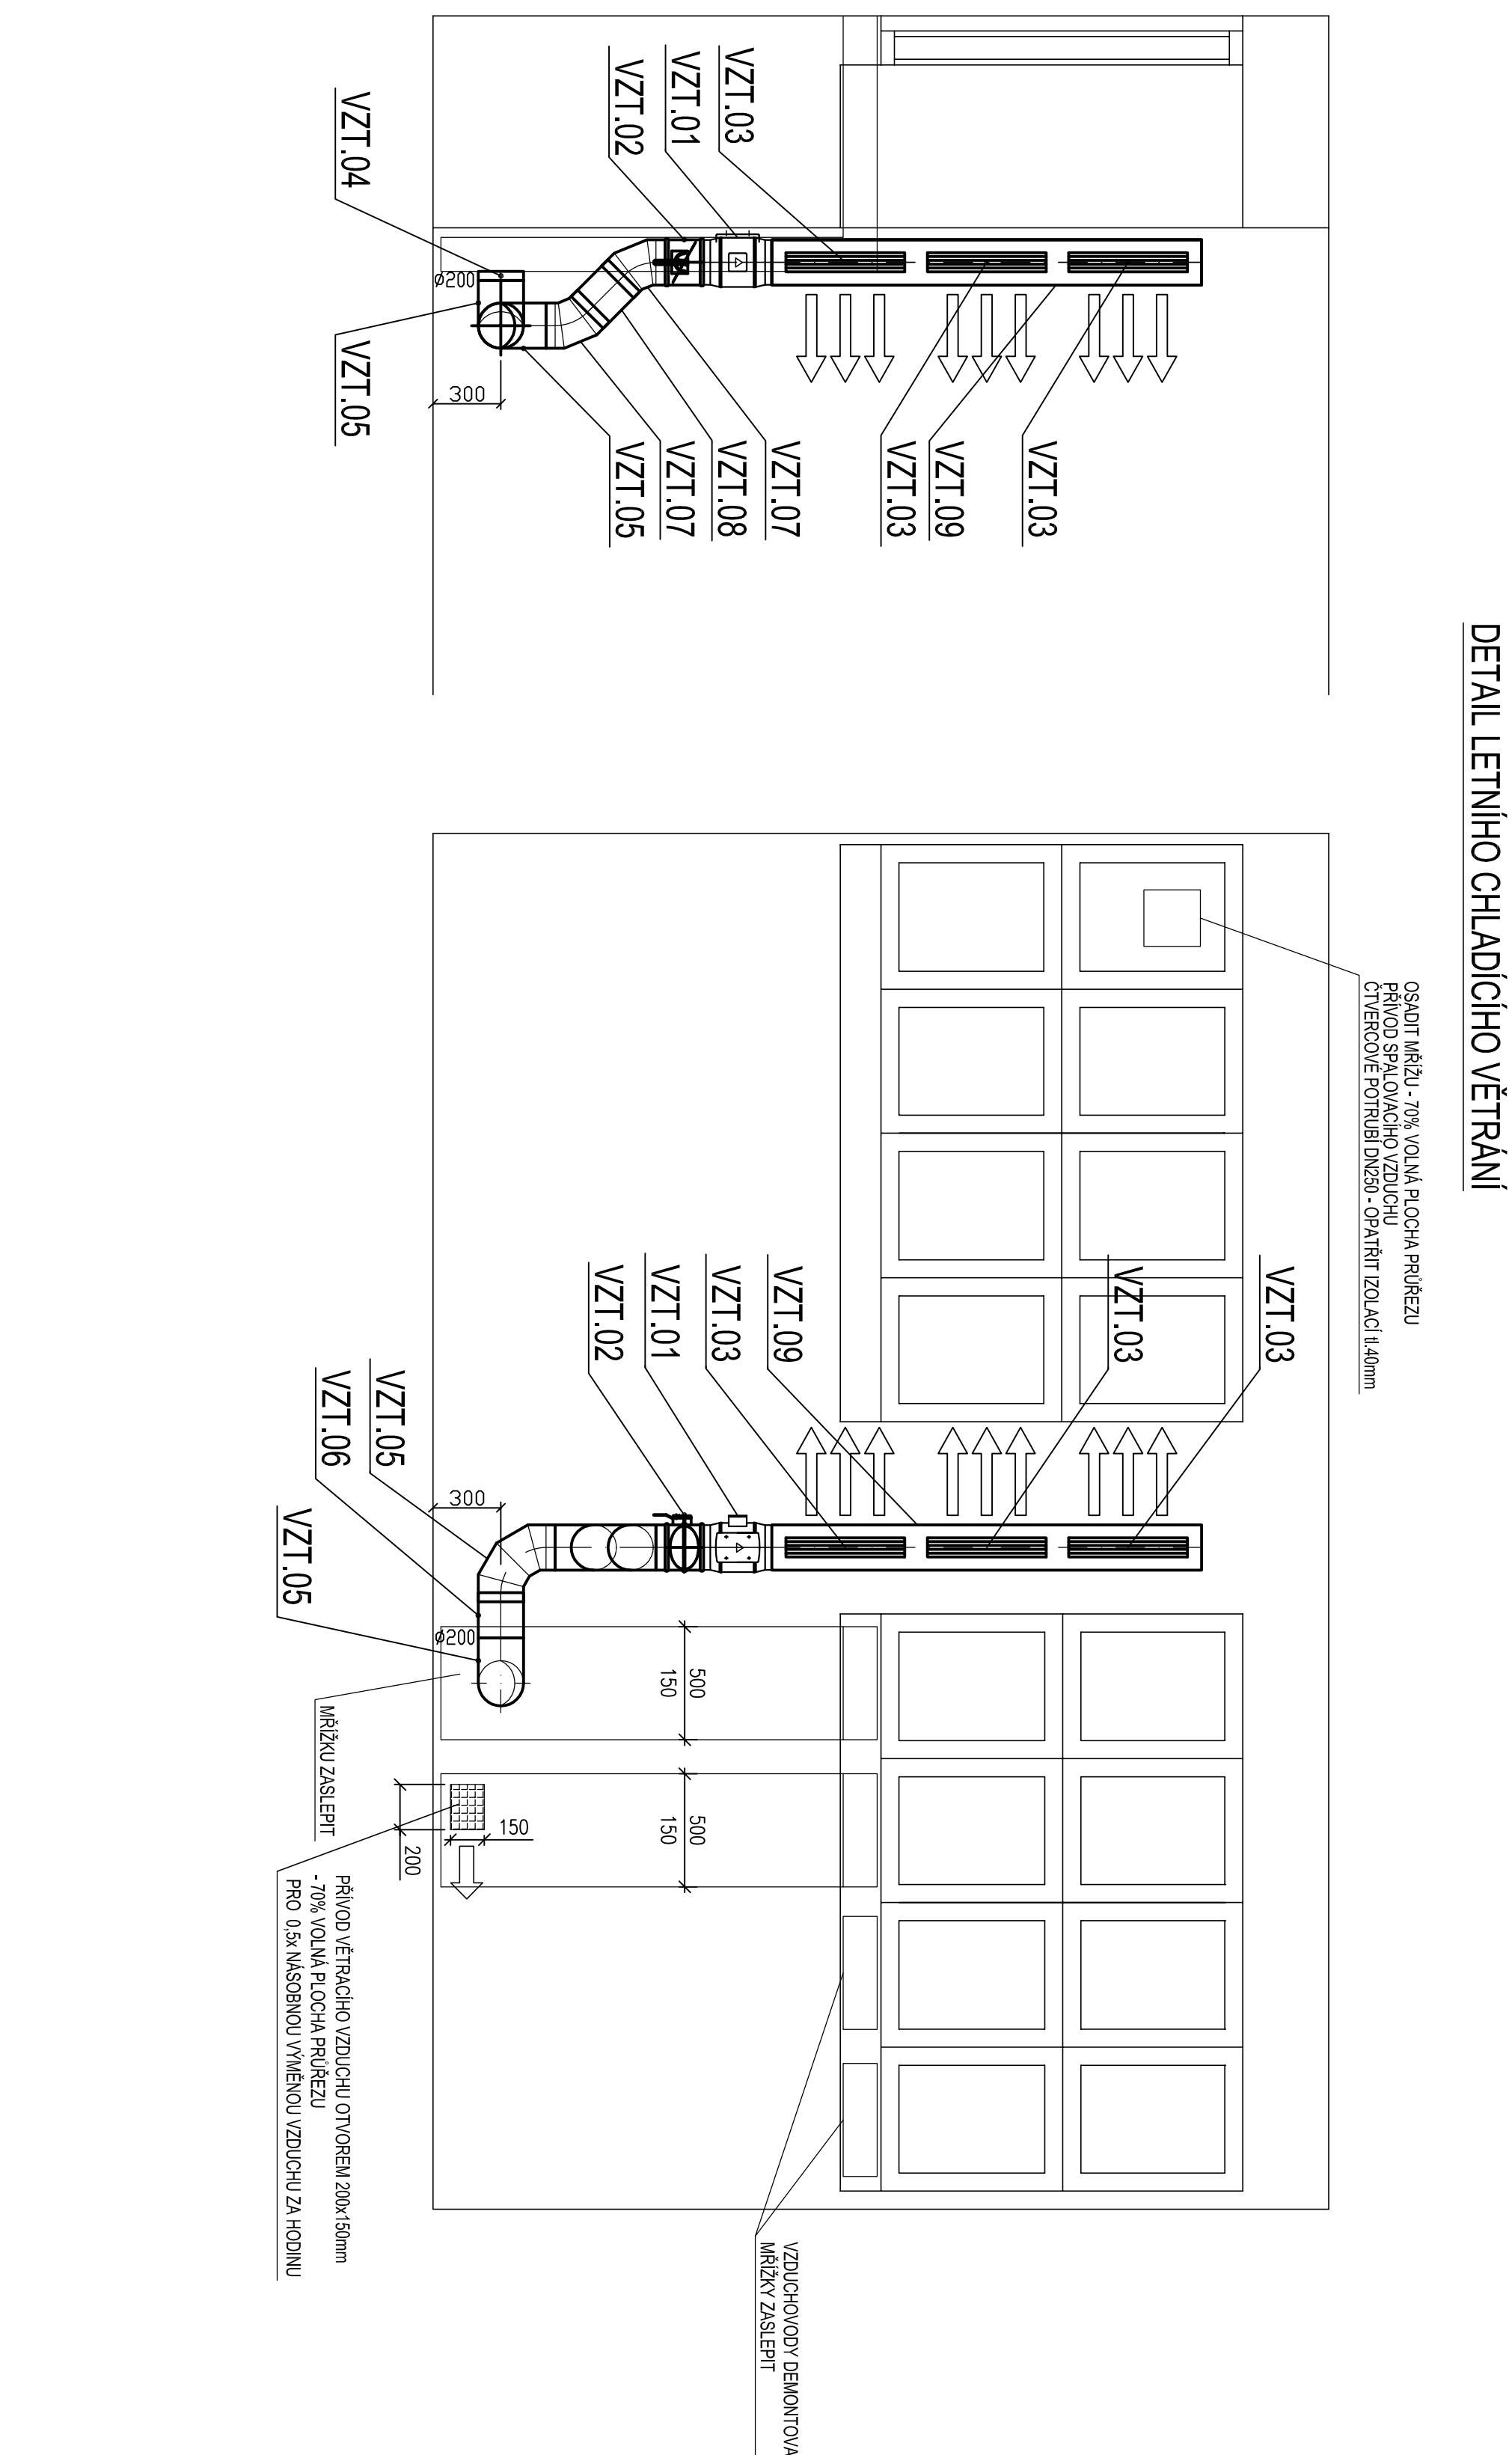 DETAIL LETNÍHO CHLADÍCÍHO VĚTRÁNÍ
OSADIT MŘÍŽU - 70% VOLNÁ PLOCHA PRŮŘEZU
PŘÍVOD SPALOVACÍHO VZDUCHU
ČTVERCOVÉ POTRUBÍ DN250 - OPATŘIT IZOLACÍ tl.40mm
VZT.03
VZT.01
VZT.02
VZT.04
VZT.03
VZT.09
VZT.03
VZT.07
VZT.08
VZT.07
VZT.05
VZT.05
ø200
300
VZT.03
VZT.03
VZT.09
VZT.03
VZT.01
VZT.02
VZT.05
VZT.06
VZT.05
300
ø200
500
150
500
150
150
200
MŘÍŽKU ZASLEPIT
PŘÍVOD VĚTRACÍHO VZDUCHU OTVOREM 200x150mm
- 70% VOLNÁ PLOCHA PRŮŘEZU
PRO 0,5x NÁSOBNOU VÝMĚNOU VZDUCHU ZA HODINU
VZDUCHOVODY DEMONTOVA
MŘÍŽKY ZASLEPIT